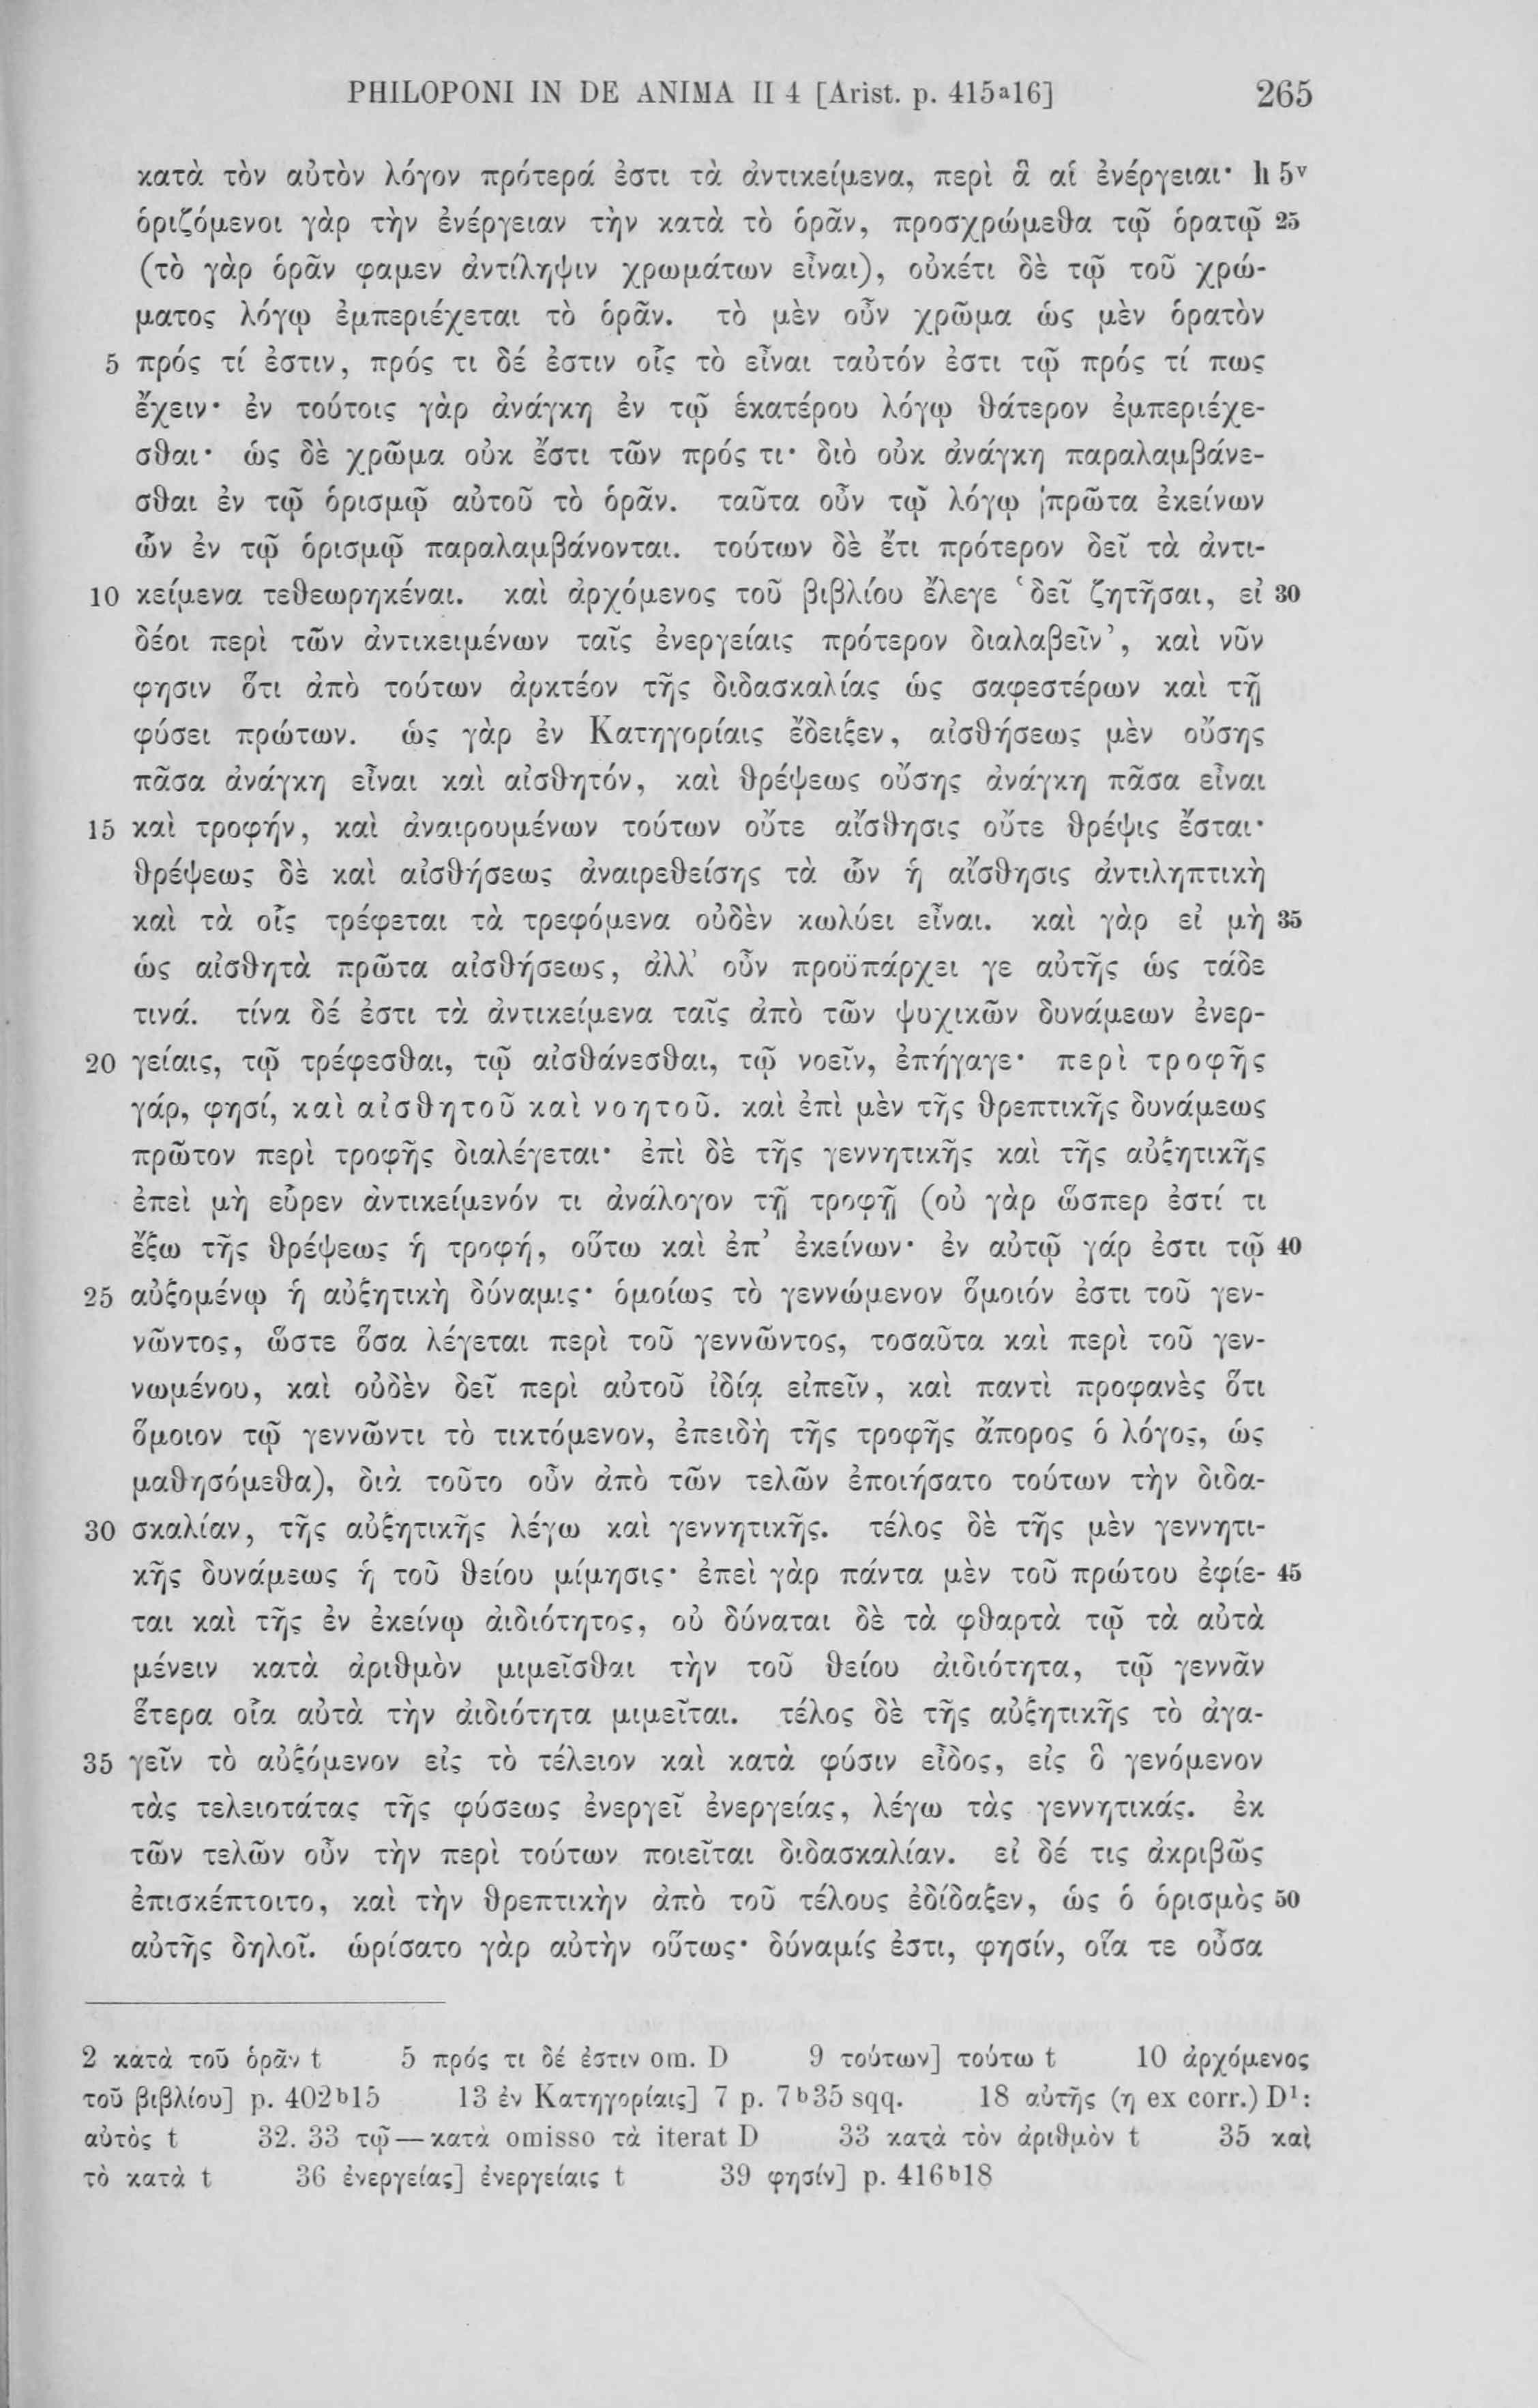 PHILOPONI IN DE ANIMA II 4 [Arist. p. 415a16] 265
κατὰ τὸν αὐτὸν λόγον πρότερά ἐστι τὰ ἀντικείμενα, περὶ ἃ αἱ ἐνέργειαι· h 5v
ὁριζόμενοι γὰρ τὴν ἐνέργειαν τὴν κατὰ τὸ ὁρᾶν, προσχρώμεθα τῷ ὁρατῷ 25
(τὸ γὰρ ὁρᾶν φαμεν ἀντίληψιν χρωμάτων εἶναι), οὐκέτι δὲ τῷ τοῦ χρώ-
ματος λόγῳ ἐμπεριέχεται τὸ ὁρᾶν. τὸ μὲν οὖν χρῶμα ὡς μὲν ὁρατὸν
5 πρός τί ἐστιν, πρός τι δέ ἐστιν οἷς τὸ εἶναι ταὐτόν ἐστι τῷ πρός τί πως
ἔχειν· ἐν τούτοις γὰρ ἀνάγκη ἐν τῷ ἑκατέρου λόγῳ θάτερον ἐμπεριέχε-
σθαι· ὡς δὲ χρῶμα οὐκ ἔστι τῶν πρός τι· διὸ οὐκ ἀνάγκη παραλαμβάνε-
σθαι ἐν τῷ ὁρισμῷ αὐτοῦ τὸ ὁρᾶν. ταῦτα οὖν τῷ λόγῳ πρῶτα ἐκείνων
ὧν ἐν τῷ ὁρισμῷ παραλαμβάνονται. τούτων δὲ ἔτι πρότερον δεῖ τὰ ἀντι-
10 κείμενα τεθεωρηκέναι. καὶ ἀρχόμενος τοῦ βιβλίου ἔλεγε ‘δεῖ ζητῆσαι, εἰ 30
δέοι περὶ τῶν ἀντικειμένων ταῖς ἐνεργείαις πρότερον διαλαβεῖν’, καὶ νῦν
φησιν ὅτι ἀπὸ τούτων ἀρκτέον τῆς διδασκαλίας ὡς σαφεστέρων καὶ τῇ
φύσει πρώτων. ὡς γὰρ ἐν Κατηγορίαις ἔδειξεν, αἰσθήσεως μὲν οὔσης
πᾶσα ἀνάγκη εἶναι καὶ αἰσθητόν, καὶ θρέψεως οὔσης ἀνάγκη πᾶσα εἶναι
15 καὶ τροφήν, καὶ ἀναιρουμένων τούτων οὔτε αἴσθησις οὔτε θρέψις ἔσται·
θρέψεως δὲ καὶ αἰσθήσεως ἀναιρεθείσης τὰ ὧν ἡ αἴσθησις ἀντιληπτικὴ
καὶ τὰ οἷς τρέφεται τὰ τρεφόμενα οὐδὲν κωλύει εἶναι. καὶ γὰρ εἰ μὴ 35
ὡς αἰσθητὰ πρῶτα αἰσθήσεως, ἀλλ’ οὖν προϋπάρχει γε αὐτῆς ὡς τάδε
τινά. τίνα δέ ἐστι τὰ ἀντικείμενα ταῖς ἀπὸ τῶν ψυχικῶν δυνάμεων ἐνερ-
20 γείαις, τῷ τρέφεσθαι, τῷ αἰσθάνεσθαι, τῷ νοεῖν, ἐπήγαγε· περὶ τροφῆς
γάρ, φησί, καὶ αἰσθητοῦ καὶ νοητοῦ. καὶ ἐπὶ μὲν τῆς θρεπτικῆς δυνάμεως
πρῶτον περὶ τροφῆς διαλέγεται· ἐπὶ δὲ τῆς γεννητικῆς καὶ τῆς αὐξητικῆς
ἐπεὶ μὴ εὗρεν ἀντικείμενόν τι ἀνάλογον τῇ τροφῇ (οὐ γὰρ ὥσπερ ἐστί τι
ἔξω τῆς θρέψεως ἡ τροφή, οὕτω καὶ ἐπ’ ἐκείνων· ἐν αὐτῷ γάρ ἐστι τῷ 40
25 αὐξομένῳ ἡ αὐξητικὴ δύναμις· ὁμοίως τὸ γεννώμενον ὅμοιόν ἐστι τοῦ γεν-
νῶντος, ὥστε ὅσα λέγεται περὶ τοῦ γεννῶντος, τοσαῦτα καὶ περὶ τοῦ γεν-
νωμένου, καὶ οὐδὲν δεῖ περὶ αὐτοῦ ἰδίᾳ εἰπεῖν, καὶ παντὶ προφανὲς ὅτι
ὅμοιον τῷ γεννῶντι τὸ τικτόμενον, ἐπειδὴ τῆς τροφῆς ἄπορος ὁ λόγος, ὡς
μαθησόμεθα), διὰ τοῦτο οὖν ἀπὸ τῶν τελῶν ἐποιήσατο τούτων τὴν διδα-
30 σκαλίαν, τῆς αὐξητικῆς λέγω καὶ γεννητικῆς. τέλος δὲ τῆς μὲν γεννητι-
κῆς δυνάμεως ἡ τοῦ θείου μίμησις· ἐπεὶ γὰρ πάντα μὲν τοῦ πρώτου ἐφίε- 45
ται καὶ τῆς ἐν ἐκείνῳ ἀιδιότητος, οὐ δύναται δὲ τὰ φθαρτὰ τῷ τὰ αὐτὰ
μένειν κατὰ ἀριθμὸν μιμεῖσθαι τὴν τοῦ θείου ἀιδιότητα, τῷ γεννᾶν
ἕτερα οἷα αὐτὰ τὴν ἀιδιότητα μιμεῖται. τέλος δὲ τῆς αὐξητικῆς τὸ ἀγα-
35 γεῖν τὸ αὐξόμενον εἰς τὸ τέλειον καὶ κατὰ φύσιν εἶδος, εἰς ὃ γενόμενον
τὰς τελειοτάτας τῆς φύσεως ἐνεργεῖ ἐνεργείας, λέγω τὰς γεννητικάς. ἐκ
τῶν τελῶν οὖν τὴν περὶ τούτων ποιεῖται διδασκαλίαν. εἰ δέ τις ἀκριβῶς
ἐπισκέπτοιτο, καὶ τὴν θρεπτικὴν ἀπὸ τοῦ τέλους ἐδίδαξεν, ὡς ὁ ὁρισμὸς 50
αὐτῆς δηλοῖ. ὡρίσατο γὰρ αὐτὴν οὕτως· δύναμίς ἐστι, φησίν, οἵα τε οὖσα
2 κατὰ τοῦ ὁρᾶν t 5 πρός τι δέ ἐστιν om. D 9 τούτων] τούτω t 10 ἀρχόμενος
τοῦ βιβλίου] p. 402b15 13 ἐν Κατηγορίαις] 7 p. 7b35 sqq. 18 αὐτῆς (η ex corr.) D1:
αὐτὸς t 32. 33 τῷ—κατὰ omisso τὰ iterat D 33 κατὰ τὸν ἀριθμὸν t 35 καὶ
τὸ κατὰ t 36 ἐνεργείας] ἐνεργείαις t 39 φησίν] p. 416b18